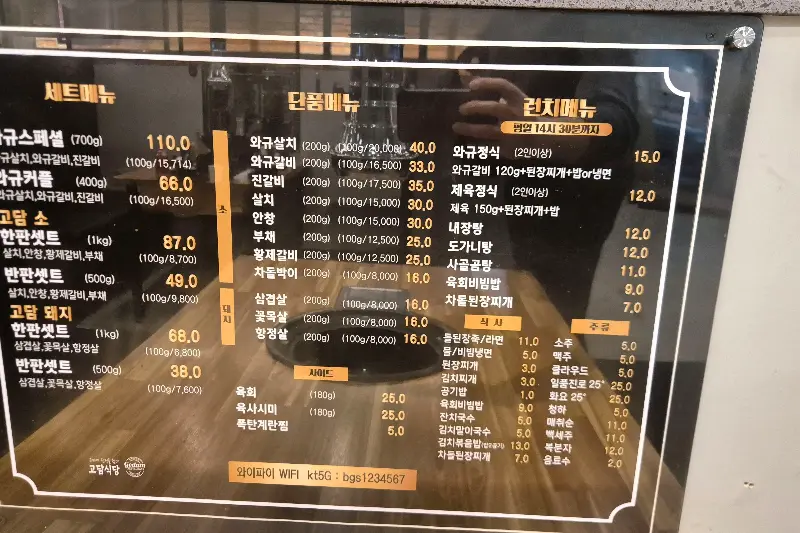 세트메뉴
와규스페셜 (700g) 110.0
와규살치,와규갈비,진갈비 (100g/15,714)
와규커플 (400g) 66.0
와규살치,와규갈비,진갈비 (100g/16,500)
고담 소
한판셋트 (1kg) 87.0
살치,안창,황제갈비,부채 (100g/8,700)
반판셋트 (500g) 49.0
살치,안창,황제갈비,부채 (100g/9,800)
고담 돼지
한판셋트 (1kg) 68.0
삼겹살,꽃목살,항정살 (100g/6,800)
반판셋트 (500g) 38.0
삼겹살,꽃목살,항정살 (100g/7,600)
고담식당
Godam
단품메뉴
소
와규살치 (200g) (100g/20,000) 40.0
와규갈비 (200g) (100g/16,500) 33.0
진갈비 (200g) (100g/17,500) 35.0
살치 (200g) (100g/15,000) 30.0
안창 (200g) (100g/15,000) 30.0
부채 (200g) (100g/12,500) 25.0
황제갈비 (200g) (100g/12,500) 25.0
차돌박이 (200g) (100g/8,000) 16.0
돼지
삼겹살 (200g) (100g/8,000) 16.0
꽃목살 (200g) (100g/8,000) 16.0
항정살 (200g) (100g/8,000) 16.0
사이드
육회 (180g) 25.0
육사시미 (180g) 25.0
폭탄계란찜 5.0
와이파이 WIFI kt5G : bgs1234567
런치메뉴
평일 14시 30분까지
와규정식 (2인이상) 15.0
와규갈비 120g+된장찌개+밥or냉면
제육정식 (2인이상) 12.0
제육 150g+된장찌개+밥
내장탕 12.0
도가니탕 12.0
사골곰탕 11.0
육회비빔밥 9.0
차돌된장찌개 7.0
식사
들된장죽/라면 11.0
물/비빔냉면 5.0
된장찌개 3.0
김치찌개 3.0
공기밥 1.0
육회비빔밥 9.0
잔치국수 5.0
김치말이국수 5.0
김치볶음밥(밥2공기) 13.0
차돌된장찌개 7.0
주류
소주 5.0
맥주 5.0
클라우드 5.0
일품진로 25° 25.0
화요 25° 25.0
청하 5.0
매취순 11.0
백세주 11.0
복분자 12.0
음료수 2.0